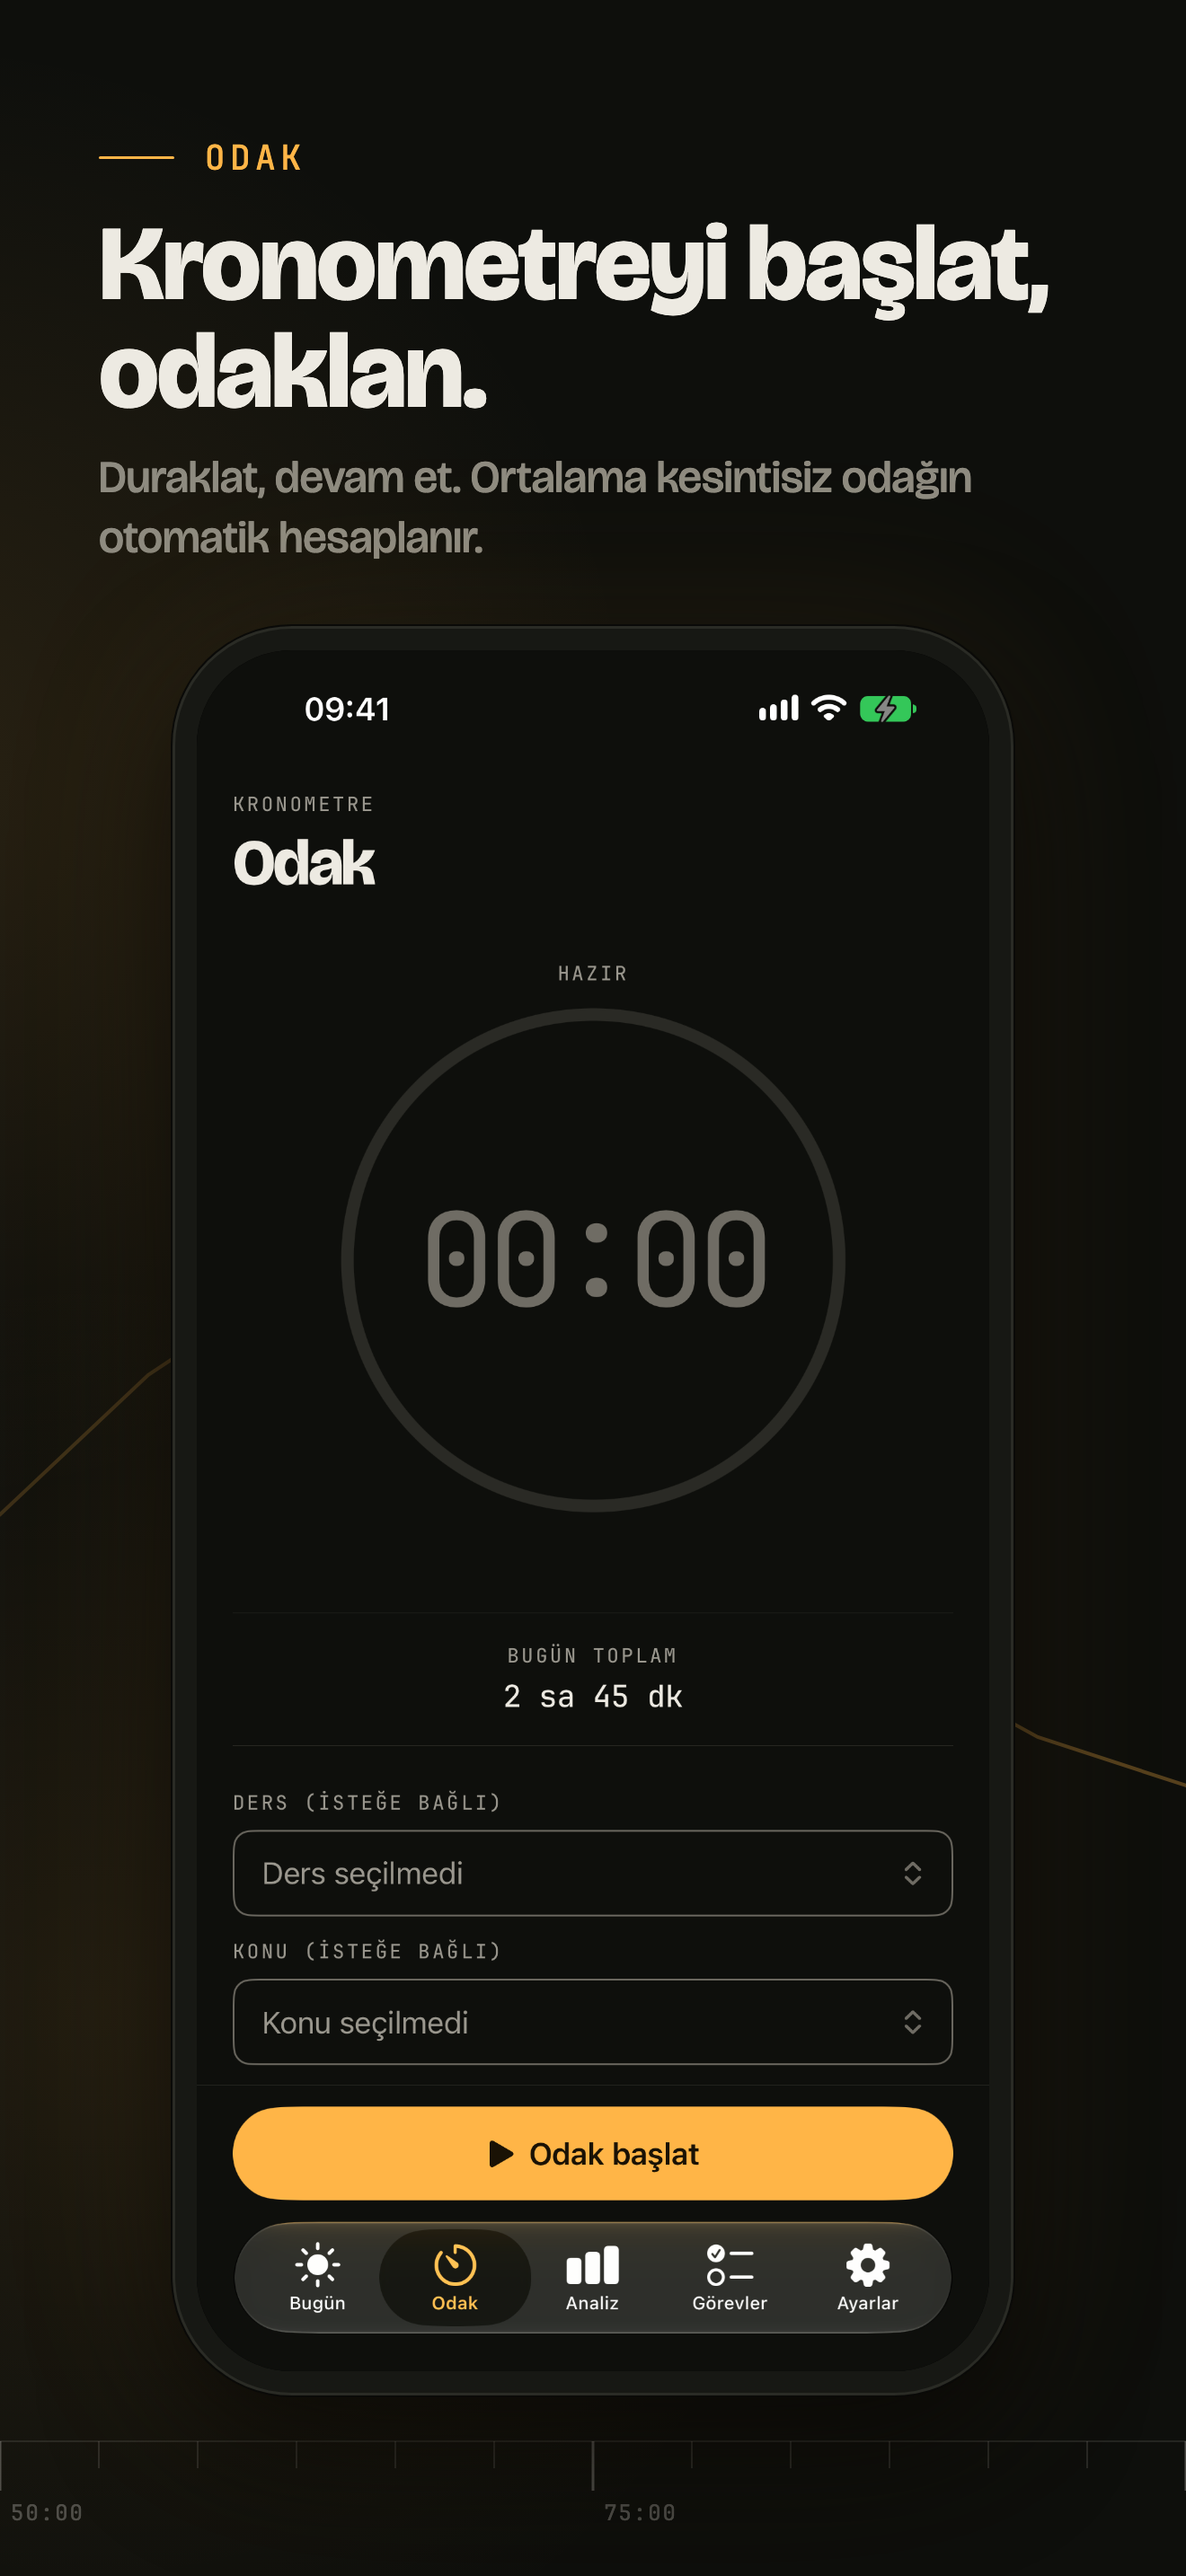 ODAK
Kronometreyi başlat,
odaklan.
Duraklat, devam et. Ortalama kesintisiz odağın
otomatik hesaplanır.
09:41
KRONOMETRE
Odak
HAZIR
00:00
BUGÜN TOPLAM
2 sa 45 dk
DERS (İSTEĞE BAĞLI)
Ders seçilmedi
KONU (İSTEĞE BAĞLI)
Konu seçilmedi
Odak başlat
Bugün Odak Analiz Görevler Ayarlar
50:00 75:00